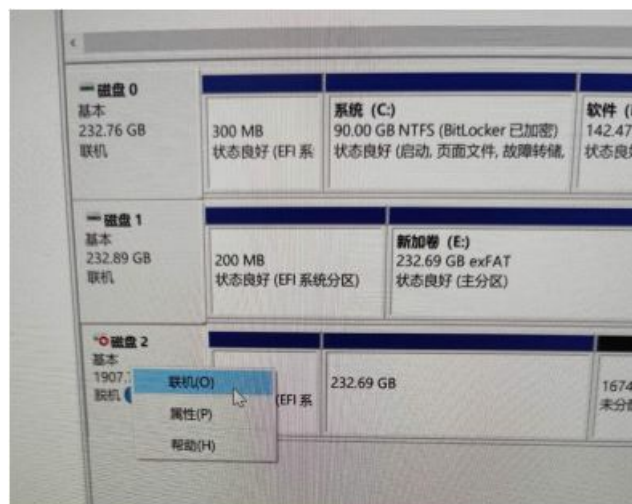 磁盘 0
基本
232.76 GB
联机
300 MB
状态良好 (EFI 系
系统 (C:)
90.00 GB NTFS (BitLocker 已加密)
状态良好 (启动, 页面文件, 故障转储,
软件 (
142.47
状态良
磁盘 1
基本
232.89 GB
联机
200 MB
状态良好 (EFI 系统分区)
新加卷 (E:)
232.69 GB exFAT
状态良好 (主分区)
磁盘 2
基本
1907.
脱机
(EFI 系
232.69 GB
1674
未分
联机(O)
属性(P)
帮助(H)